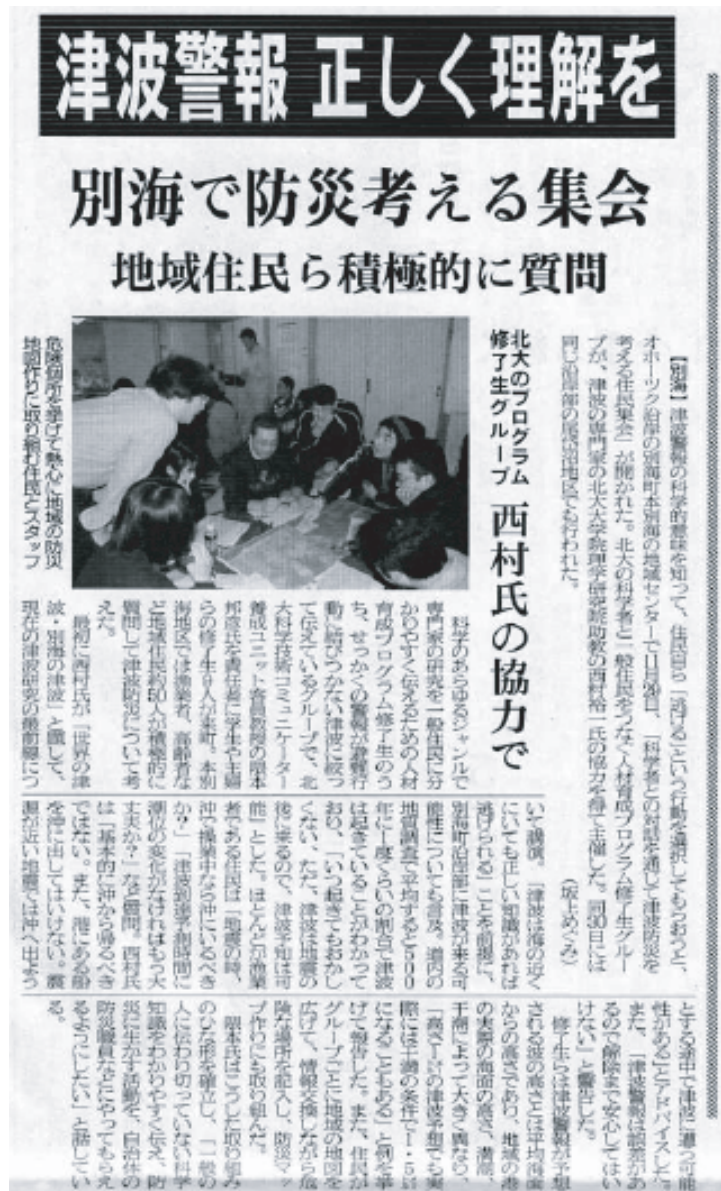 津波警報 正しく理解を
別海で防災考える集会
地域住民ら積極的に質問
北大のプログラム
修了生グループ
西村氏の協力で
【別海】津波警報の科学的意味を知って、住民自ら「逃げる」という行動を選択してもらおうと、
オホーツク沿岸の別海町本別海の地域センターで11月29日、「科学者との対話を通して津波防災を
考える住民集会」が開かれた。北大の科学者と一般住民をつなぐ人材育成プログラム修了生グルー
プが、津波の専門家の北大大学院理学研究院助教の西村裕一氏の協力を得て主催した。同30日には
同じ沿岸部の尾岱沼地区でも行われた。
(坂上めぐみ)
危険個所を挙げて熱心に地域の防災
地図作りに取り組む住民とスタッフ
科学のあらゆるジャンルで
専門家の研究を一般住民に分
かりやすく伝えるための人材
育成プログラム修了生のう
ち、せっかくの警報が避難行
動に結びつかない津波に絞っ
て伝えているグループで、北
大科学技術コミュニケーター
養成ユニット客員教授の隈本
邦彦氏を責任者に学生や主婦
らの修了生9人が来町。本別
海地区では漁業者、高齢者な
ど地域住民約50人が積極的に
質問して津波防災について考
えた。
最初に西村氏が「世界の津
波・別海の津波」と題して、
現在の津波研究の最前線につ
いて講演。「津波は海の近く
にいても正しい知識があれば
逃げられる」ことを前提に、
別海町沿岸部に津波が来る可
能性についても言及。道内の
地質調査で平均すると500
年に1度ぐらいの割合で津波
は起きていることがわかって
おり、「いつ起きてもおかし
くない。ただ、津波は地震の
後に来るので、津波予知は可
能」とした。ほとんどが漁業
者である住民は「地震の時、
沖で操業中なら沖にいるべき
か?」「津波到達予測時間に
潮位の変化がなければもう大
丈夫か?」など質問。西村氏
は「基本的に沖から帰るべき
ではない。また、港にある船
を沖に出してはいけない。震
源が近い地震では沖へ出よう
とする途中で津波に遭う可能
性がある」とアドバイスした。
また、「津波警報は誤差があ
るので解除まで安心してはい
けない」と警告した。
修了生らは津波警報が予想
される波の高さとは平均海面
からの高さであり、地域の港
の実際の海面の高さ、満潮、
干潮によって大きく異なり、
「高さ1㍍の津波予想でも実
際には干満の条件で1・5㍍
になることもある」と例を挙
げて報告した。また、住民が
グループごとに地域の地図を
広げて、情報交換しながら危
険な場所を記入し、防災マッ
プ作りにも取り組んだ。
隈本氏はこうした取り組み
のひな形を確立し、「一般の
人に伝わり切っていない科学
知識をわかりやすく伝え、防
災に生かす活動を、自治体の
防災職員などにやってもらえ
るようにしたい」と話してい
る。